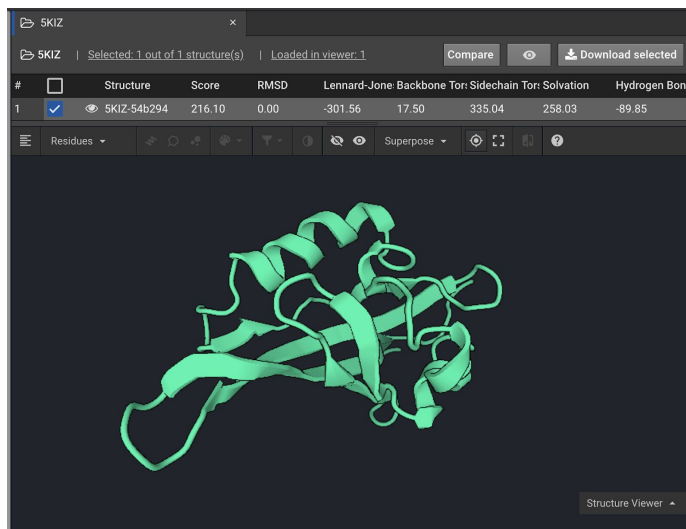 5KIZ ×
5KIZ | Selected: 1 out of 1 structure(s) | Loaded in viewer: 1 Compare Download selected
# Structure Score RMSD Lennard-Jone: Backbone Tors Sidechain Tors Solvation Hydrogen Bon
1 5KIZ-54b294 216.10 0.00 -301.56 17.50 335.04 258.03 -89.85
Residues Superpose
Structure Viewer